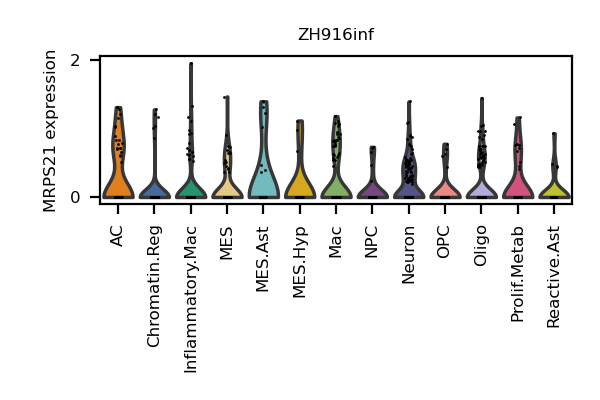 ZH916inf
MRPS21 expression
2
0
AC
Chromatin.Reg
Inflammatory.Mac
MES
MES.Ast
MES.Hyp
Mac
NPC
Neuron
OPC
Oligo
Prolif.Metab
Reactive.Ast